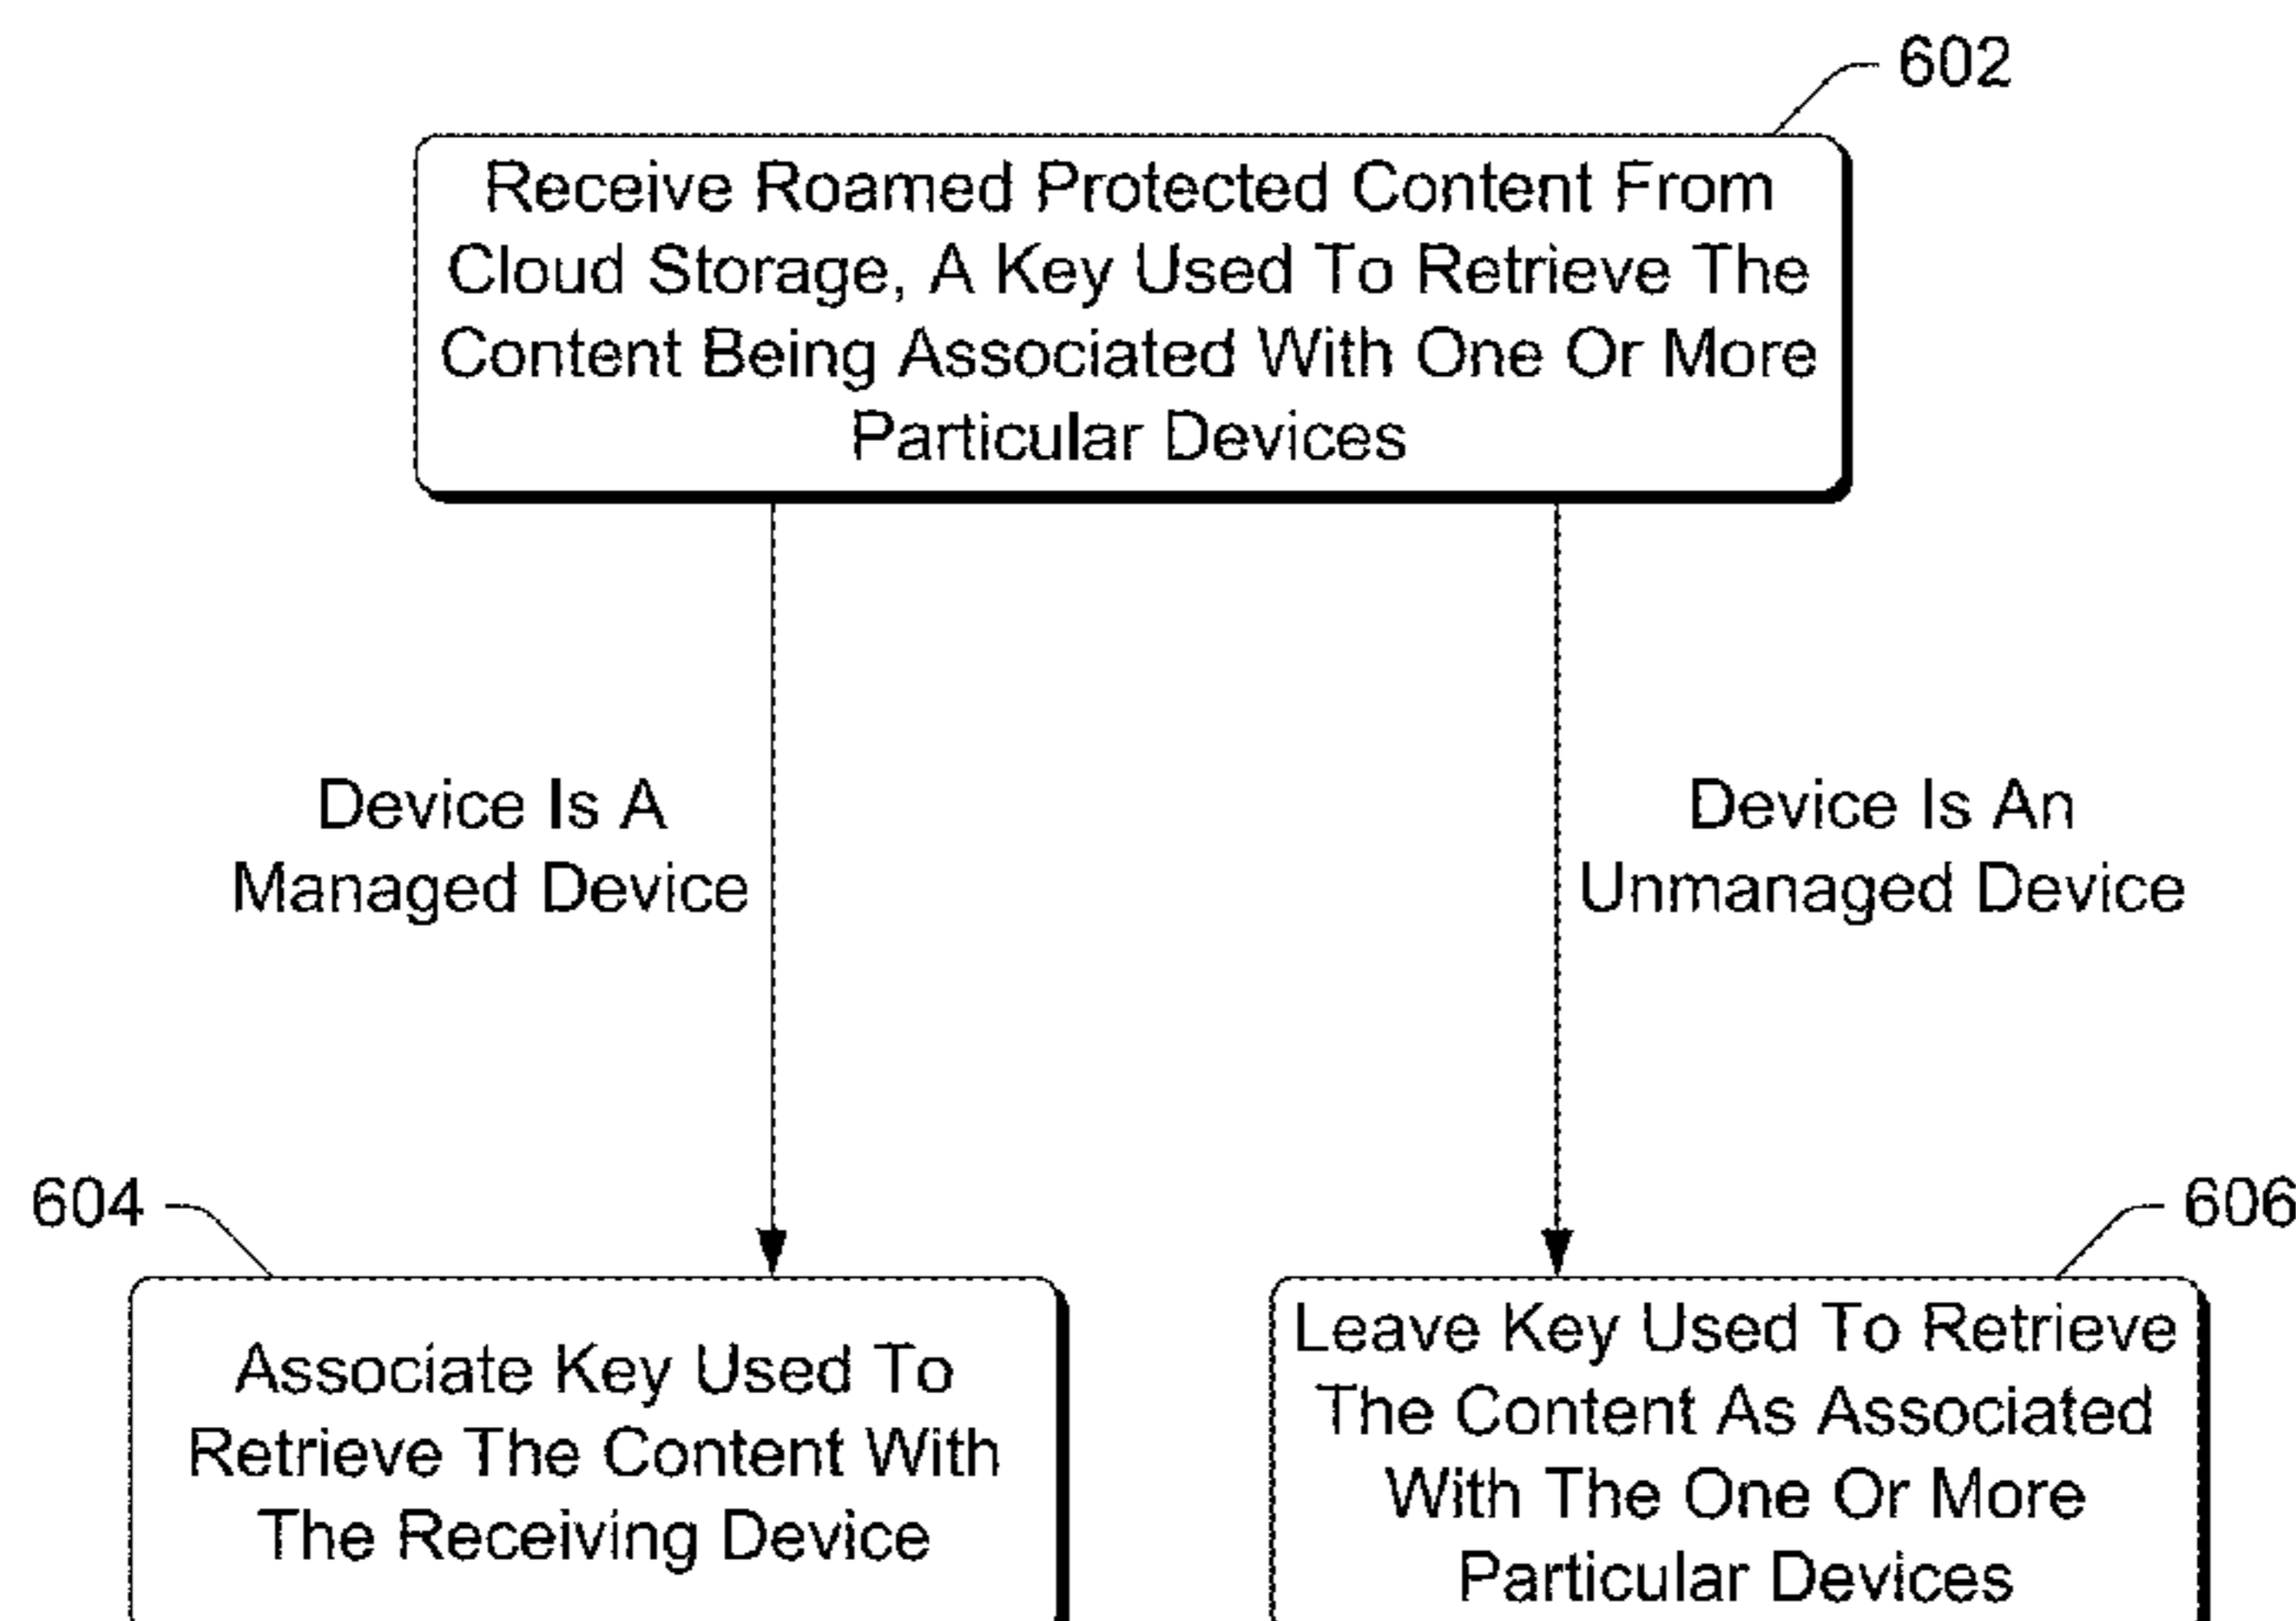 602
Receive Roamed Protected Content From
Cloud Storage, A Key Used To Retrieve The
Content Being Associated With One Or More
Particular Devices
Device Is A
Managed Device
Device Is An
Unmanaged Device
604
606
Associate Key Used To
Retrieve The Content With
The Receiving Device
Leave Key Used To Retrieve
The Content As Associated
With The One Or More
Particular Devices